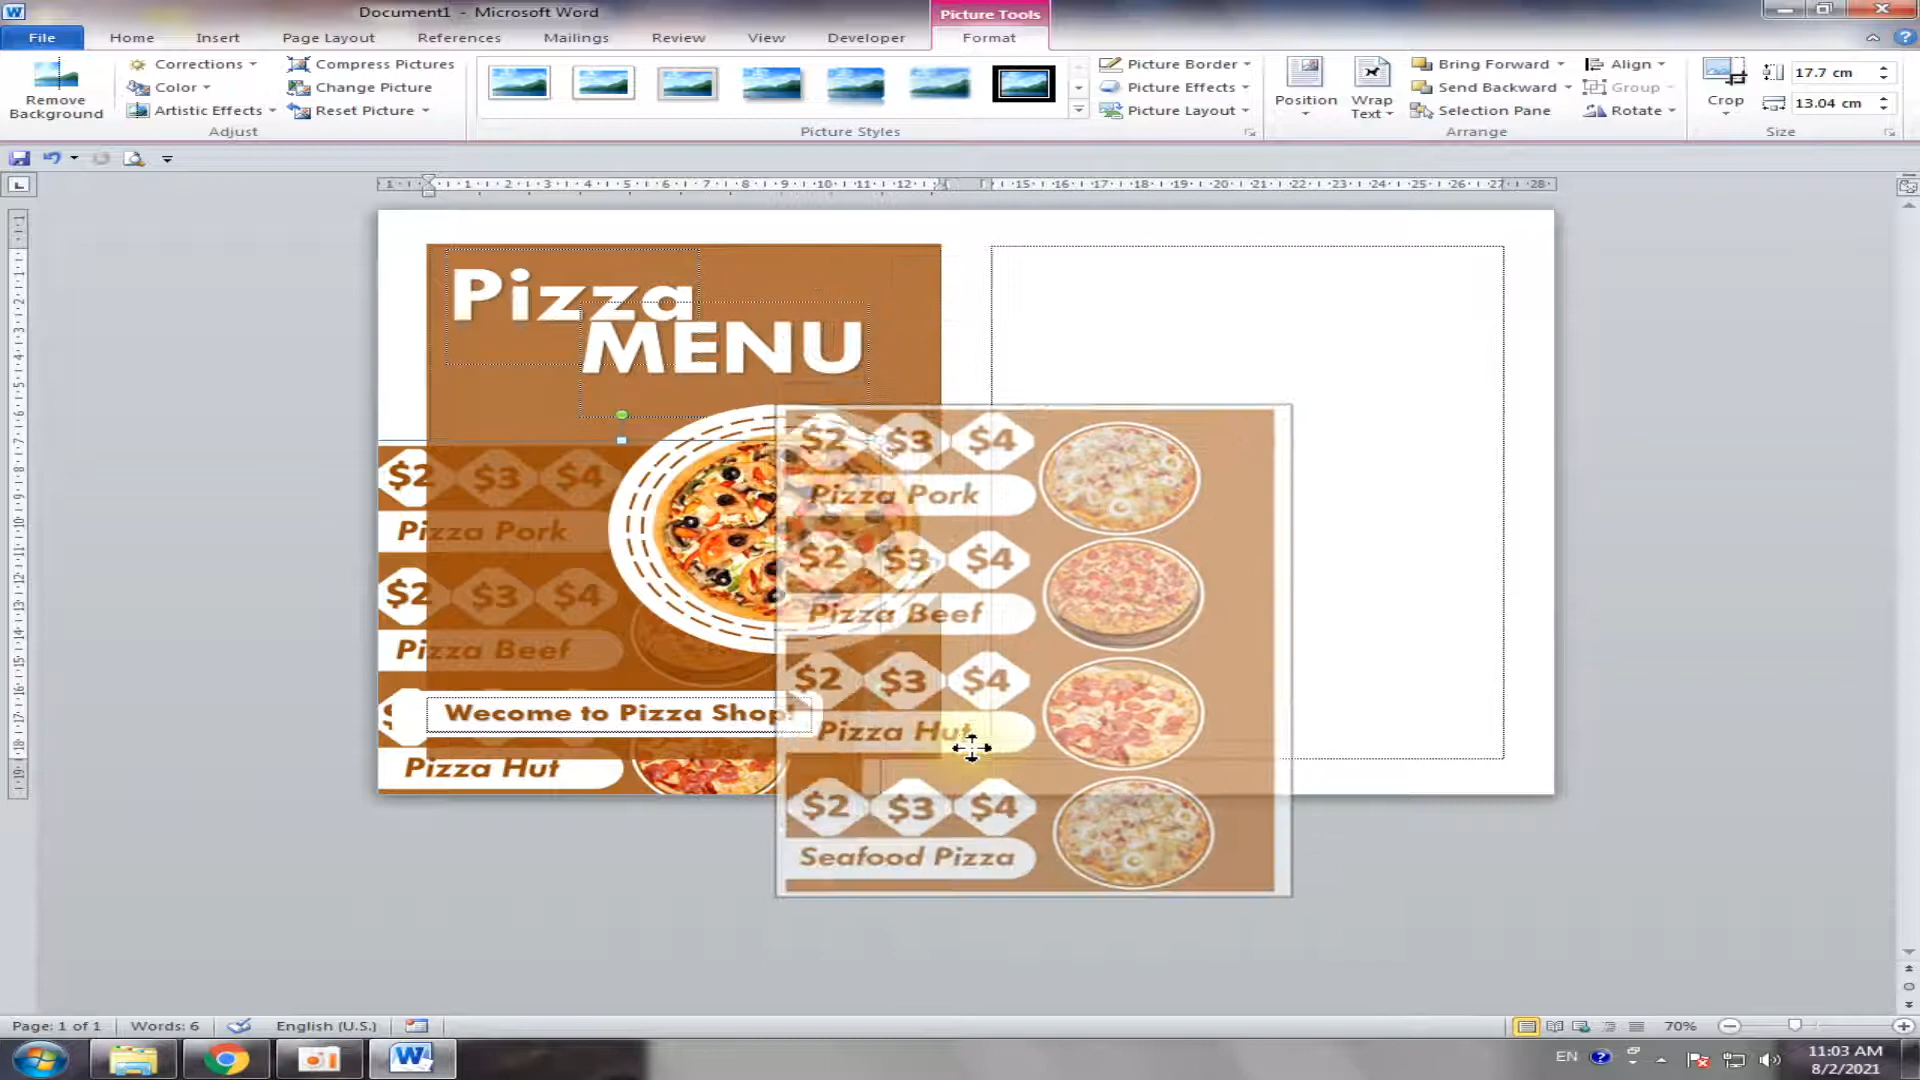 Document1 - Microsoft Word
Picture Tools
File Home Insert Page Layout References Mailings Review View Developer Format
Remove Background
Corrections
Color
Artistic Effects
Compress Pictures
Change Picture
Reset Picture
Adjust
Picture Styles
Picture Border
Picture Effects
Picture Layout
Position
Wrap Text
Bring Forward
Send Backward
Selection Pane
Align
Group
Rotate
Arrange
Crop
17.7 cm
13.04 cm
Size
Pizza
MENU
$2 $3 $4
Pizza Pork
$2 $3 $4
Pizza Beef
Wecome to Pizza Shop!
Pizza Hut
$2 $3 $4
Pizza Pork
$2 $3 $4
Pizza Beef
$2 $3 $4
Pizza Hut
$2 $3 $4
Seafood Pizza
Page: 1 of 1 Words: 6 English (U.S.) 70%
EN
11:03 AM
8/2/2021